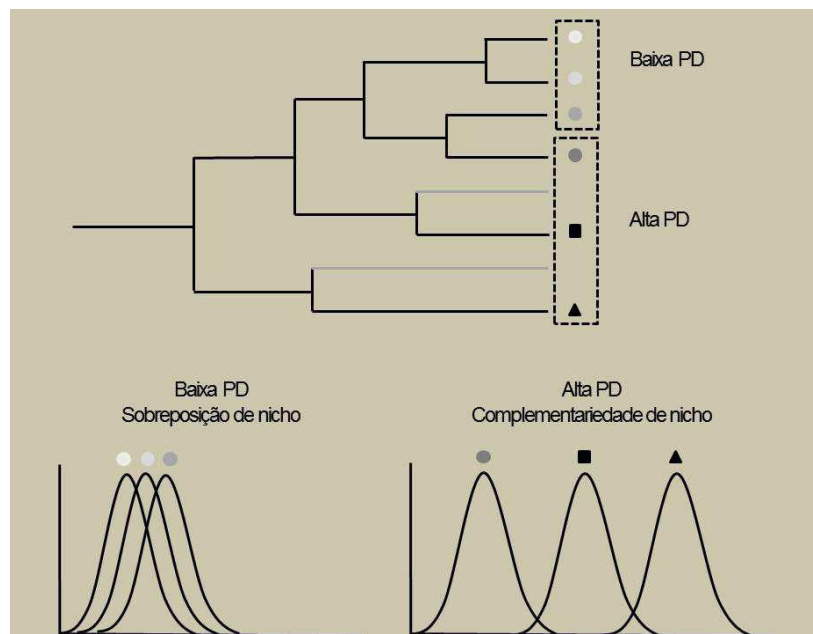 Baixa PD
Alta PD
Baixa PD
Sobreposição de nicho
Alta PD
Complementariedade de nicho